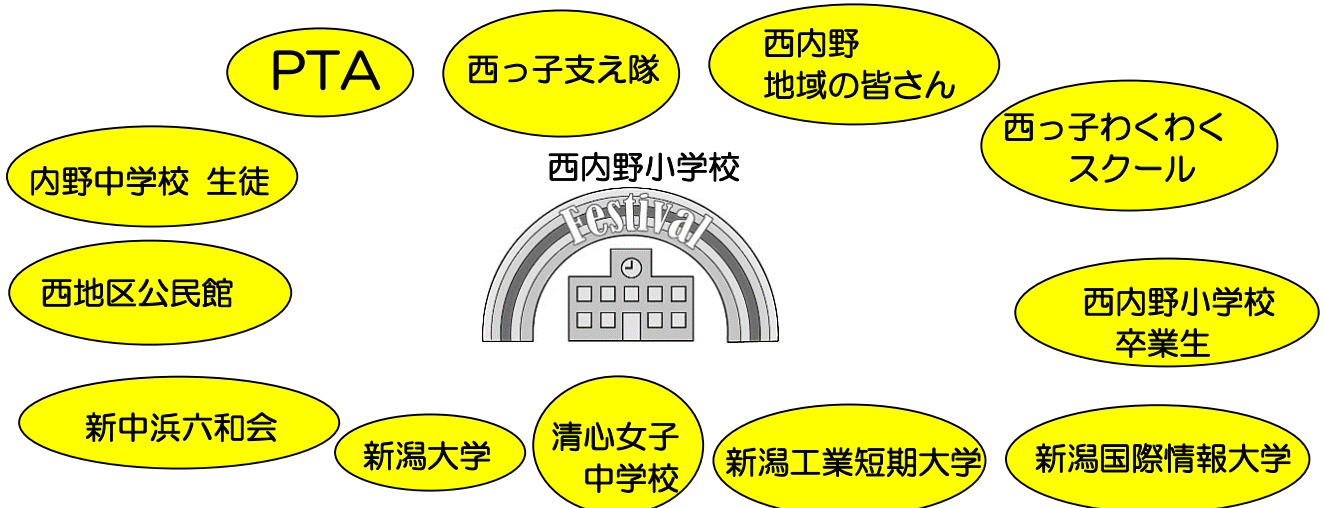 PTA
西っ子支え隊
西内野
地域の皆さん
西っ子わくわく
スクール
内野中学校 生徒
西内野小学校
Festival
西地区公民館
西内野小学校
卒業生
新中浜六和会
新潟大学
清心女子
中学校
新潟工業短期大学
新潟国際情報大学